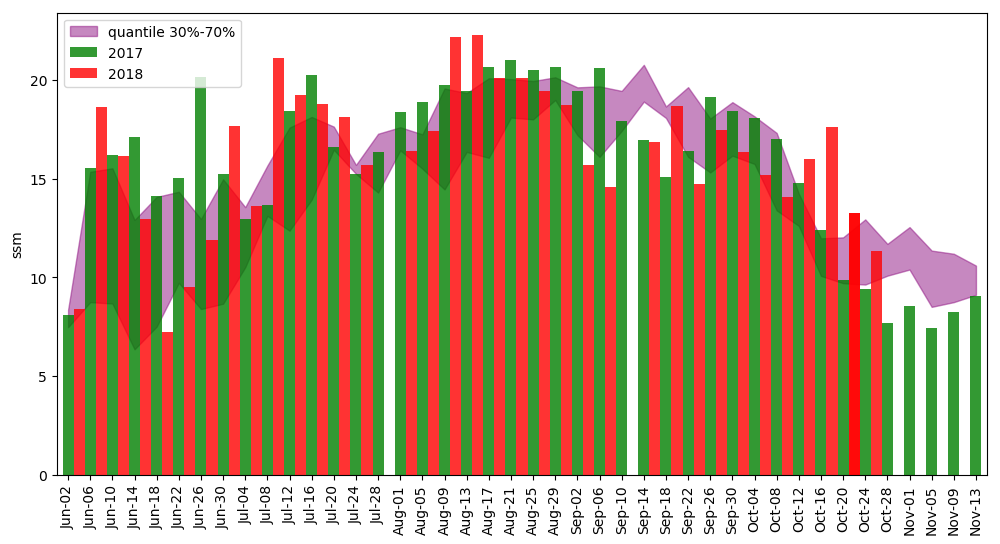 quantile 30%-70%
2017
2018
ssm
20
15
10
5
0
Jun-02
Jun-06
Jun-10
Jun-14
Jun-18
Jun-22
Jun-26
Jun-30
Jul-04
Jul-08
Jul-12
Jul-16
Jul-20
Jul-24
Jul-28
Aug-01
Aug-05
Aug-09
Aug-13
Aug-17
Aug-21
Aug-25
Aug-29
Sep-02
Sep-06
Sep-10
Sep-14
Sep-18
Sep-22
Sep-26
Sep-30
Oct-04
Oct-08
Oct-12
Oct-16
Oct-20
Oct-24
Oct-28
Nov-01
Nov-05
Nov-09
Nov-13